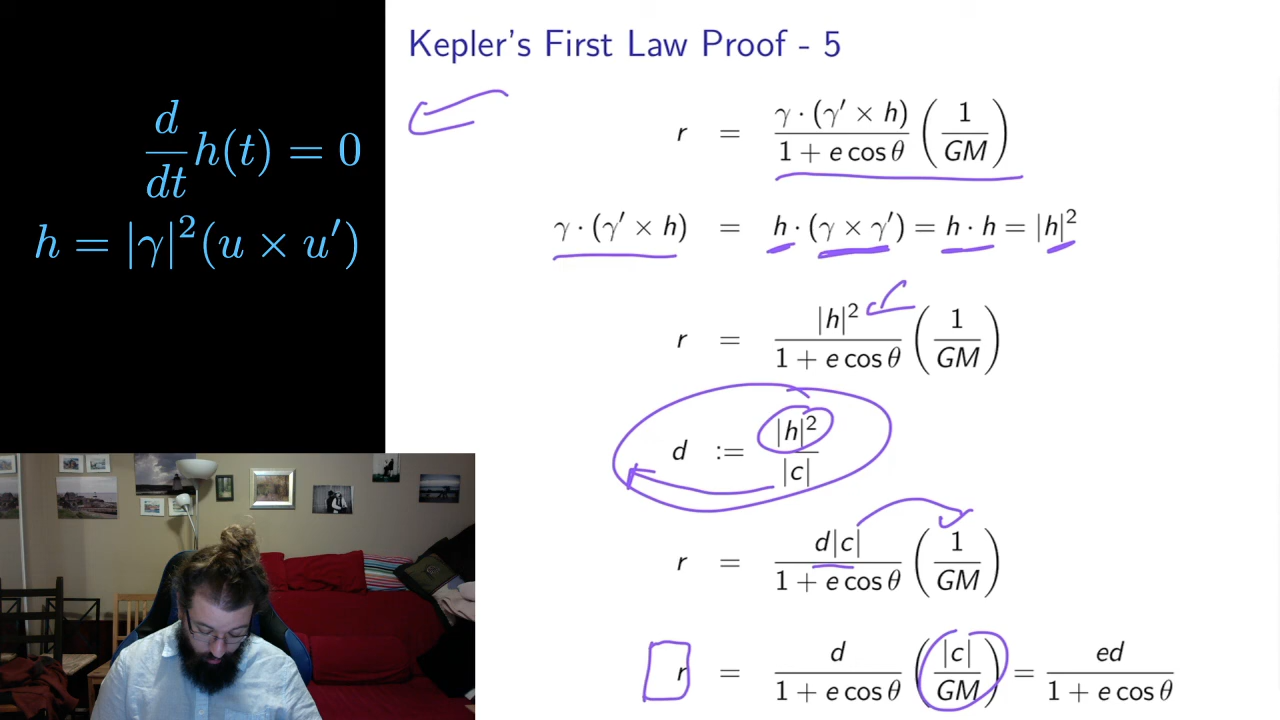 d/dt h(t) = 0
h = |γ|²(u × u′)
Kepler's First Law Proof - 5
r = γ · (γ′ × h) / (1 + e cos θ) (1/GM)
γ · (γ′ × h) = h · (γ × γ′) = h · h = |h|²
r = |h|² / (1 + e cos θ) (1/GM)
d := |h|² / |c|
r = d|c| / (1 + e cos θ) (1/GM)
r = d / (1 + e cos θ) (|c|/GM) = ed / (1 + e cos θ)